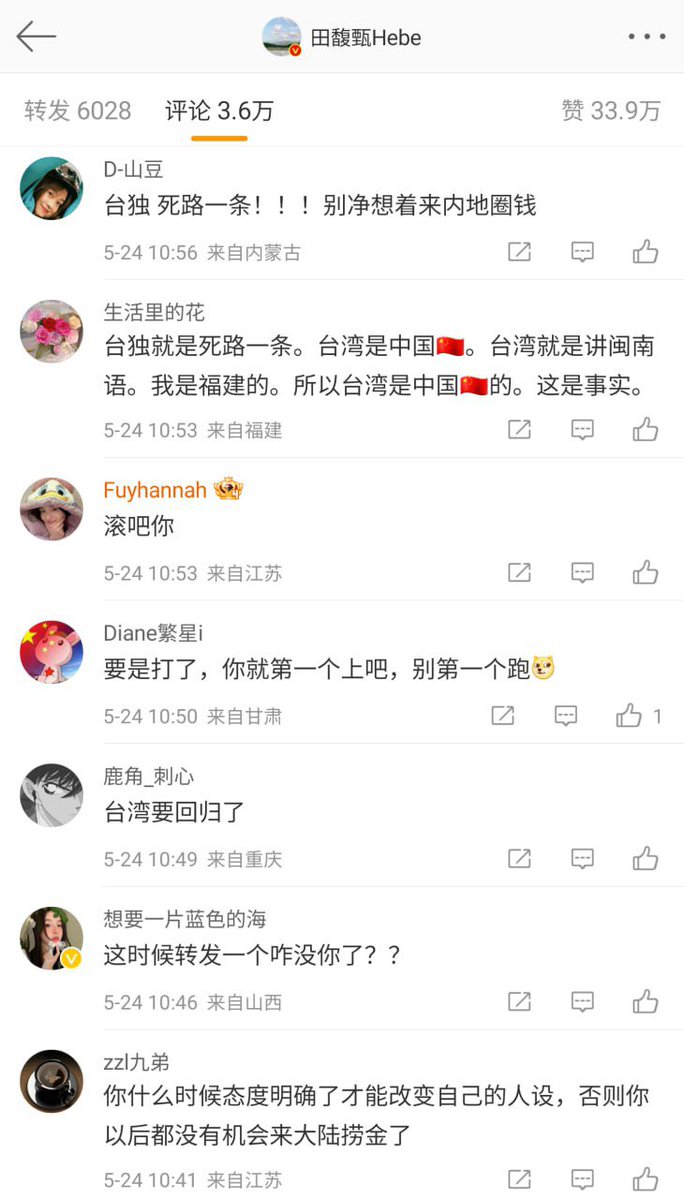 田馥甄Hebe
转发 6028 评论 3.6万 赞 33.9万
D-山豆
台独 死路一条！！！别净想着来内地圈钱
5-24 10:56 来自内蒙古
生活里的花
台独就是死路一条。台湾是中国🇨🇳。台湾就是讲闽南
语。我是福建的。所以台湾是中国🇨🇳的。这是事实。
5-24 10:53 来自福建
Fuyhannah
滚吧你
5-24 10:53 来自江苏
Diane繁星i
要是打了，你就第一个上吧，别第一个跑
5-24 10:50 来自甘肃 1
鹿角_刺心
台湾要回归了
5-24 10:49 来自重庆
想要一片蓝色的海
这时候转发一个咋没你了？？
5-24 10:46 来自山西
zzl九弟
你什么时候态度明确了才能改变自己的人设，否则你
以后都没有机会来大陆捞金了
5-24 10:41 来自江苏